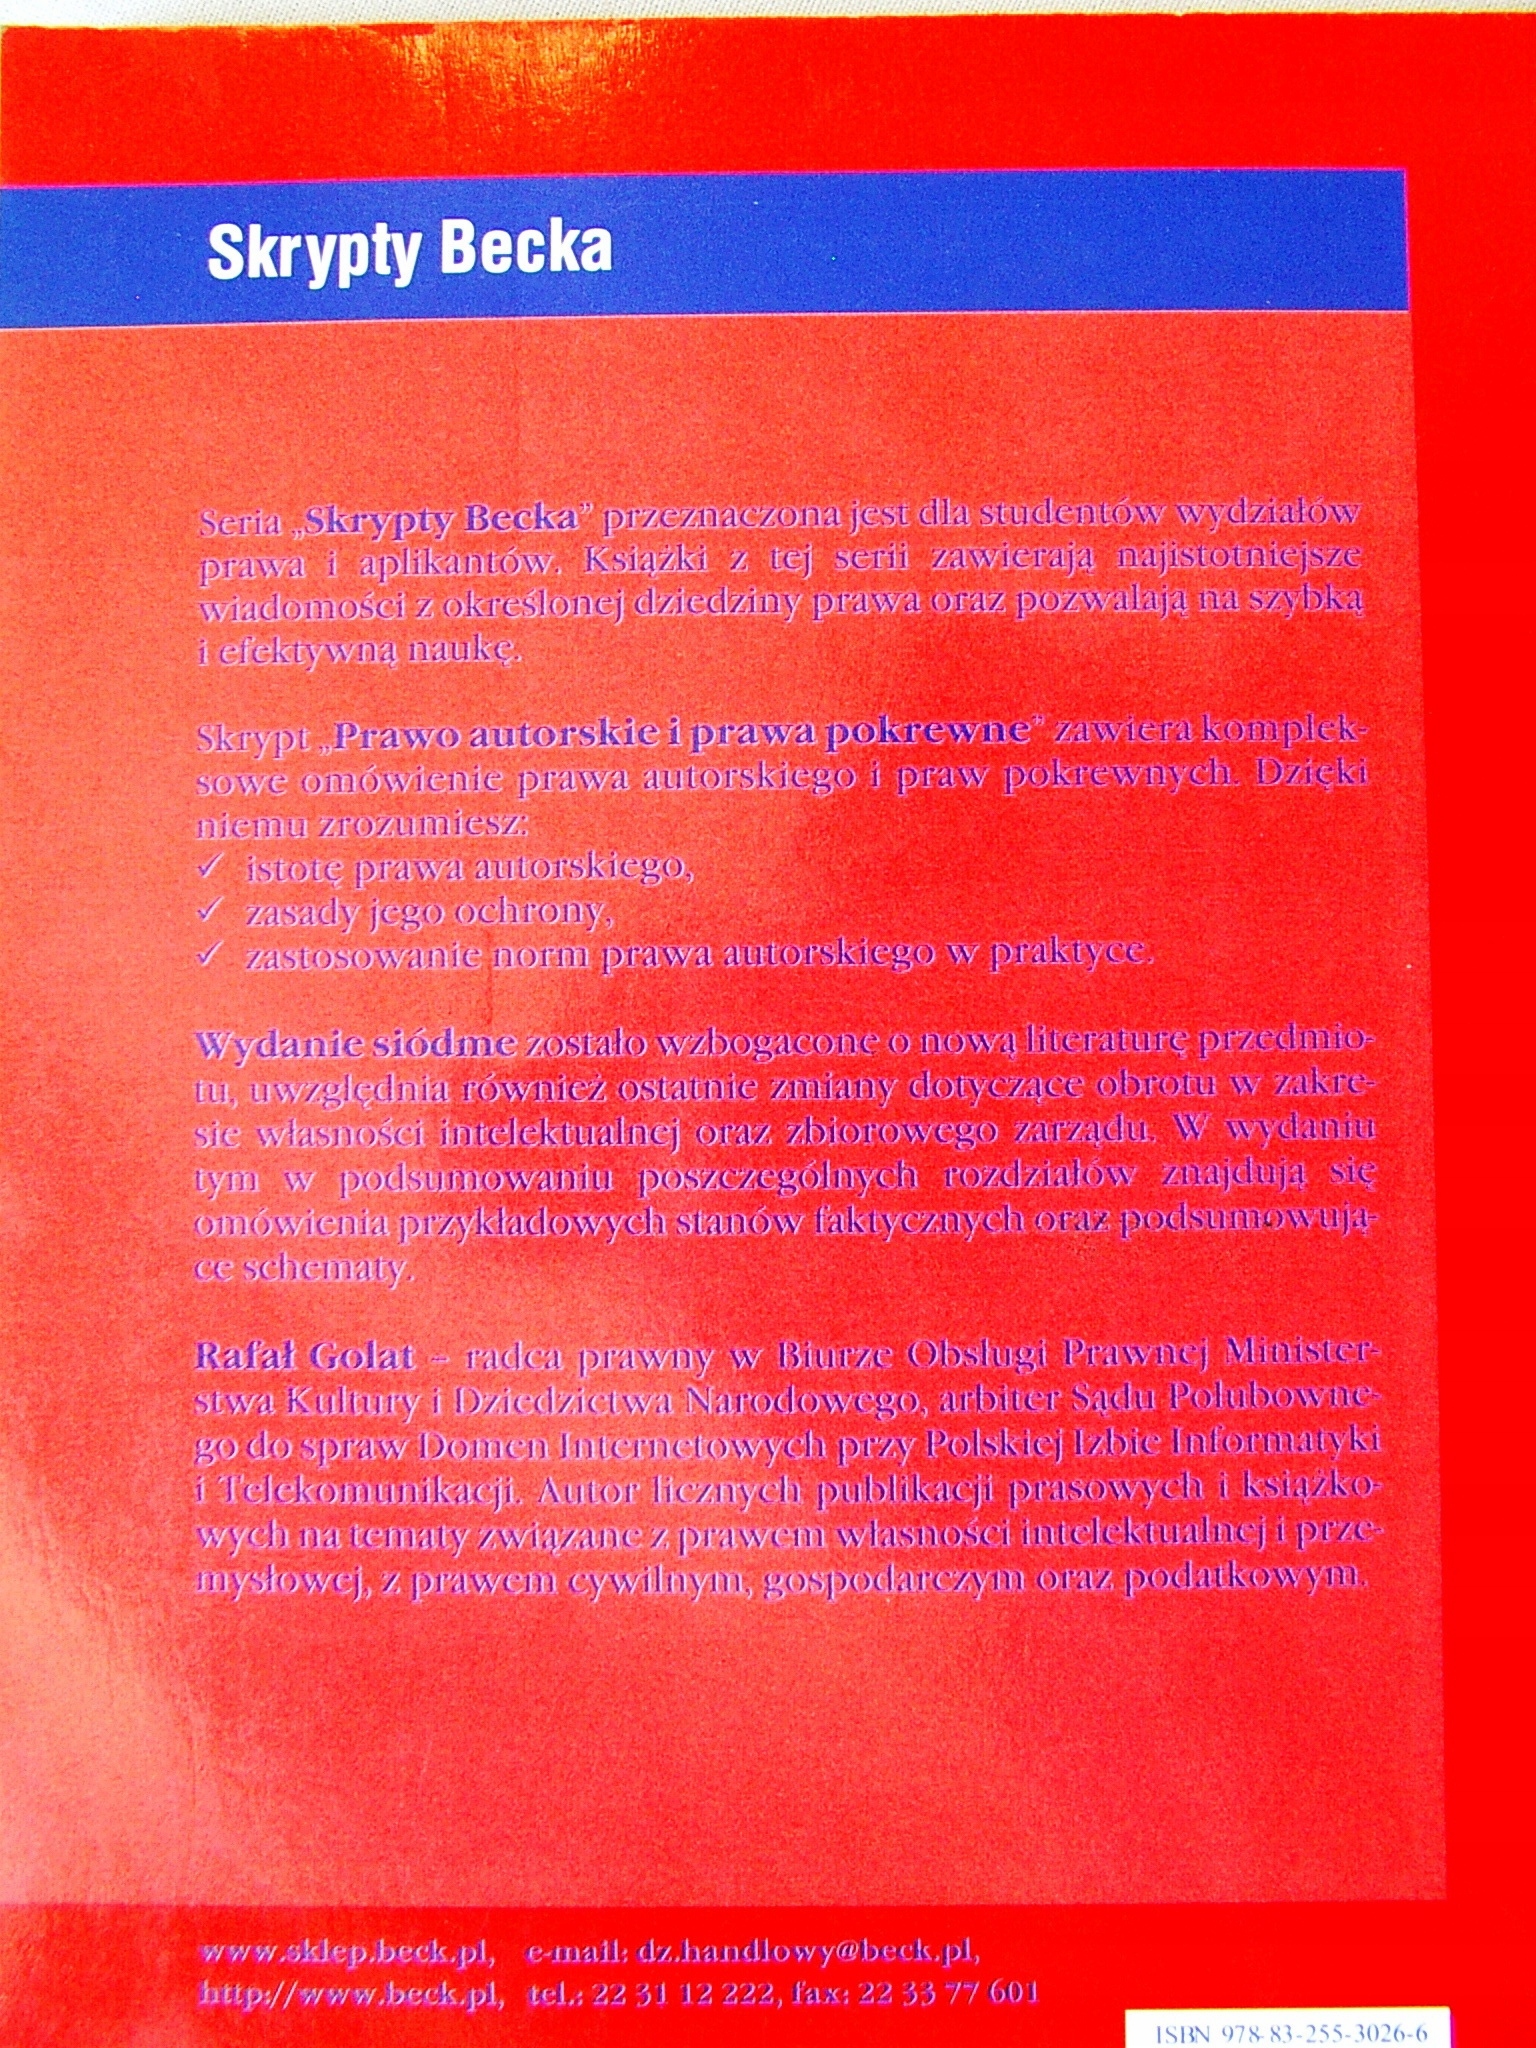 Skrypty Becka
Seria „Skrypty Becka” przeznaczona jest dla studentów wydziałów
prawa i aplikantów. Książki z tej serii zawierają najistotniejsze
wiadomości z określonej dziedziny prawa oraz pozwalają na szybką
i efektywną naukę.
Skrypt „Prawo autorskie i prawa pokrewne” zawiera komplek-
sowe omówienie prawa autorskiego i praw pokrewnych. Dzięki
niemu zrozumiesz:
✓ istotę prawa autorskiego,
✓ zasady jego ochrony,
✓ zastosowanie norm prawa autorskiego w praktyce.
Wydanie siódme zostało wzbogacone o nową literaturę przedmio-
tu, uwzględnia również ostatnie zmiany dotyczące obrotu w zakre-
sie własności intelektualnej oraz zbiorowego zarządu. W wydaniu
tym w podsumowaniu poszczególnych rozdziałów znajdują się
omówienia przykładowych stanów faktycznych oraz podsumowują-
ce schematy.
Rafał Golat – radca prawny w Biurze Obsługi Prawnej Minister-
stwa Kultury i Dziedzictwa Narodowego, arbiter Sądu Polubowne-
go do spraw Domen Internetowych przy Polskiej Izbie Informatyki
i Telekomunikacji. Autor licznych publikacji prasowych i książko-
wych na tematy związane z prawem własności intelektualnej i prze-
mysłowej, z prawem cywilnym, gospodarczym oraz podatkowym.
www.sklep.beck.pl, e-mail: dz.handlowy@beck.pl,
http://www.beck.pl, tel.: 22 31 12 222, fax: 22 33 77 601
ISBN 978-83-255-3026-6